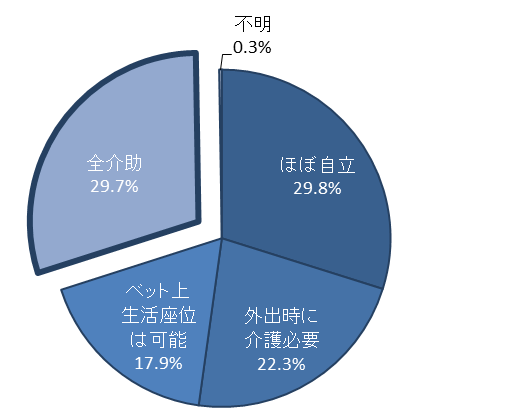 不明
0.3%
ほぼ自立
29.8%
外出時に
介護必要
22.3%
ベット上
生活座位
は可能
17.9%
全介助
29.7%